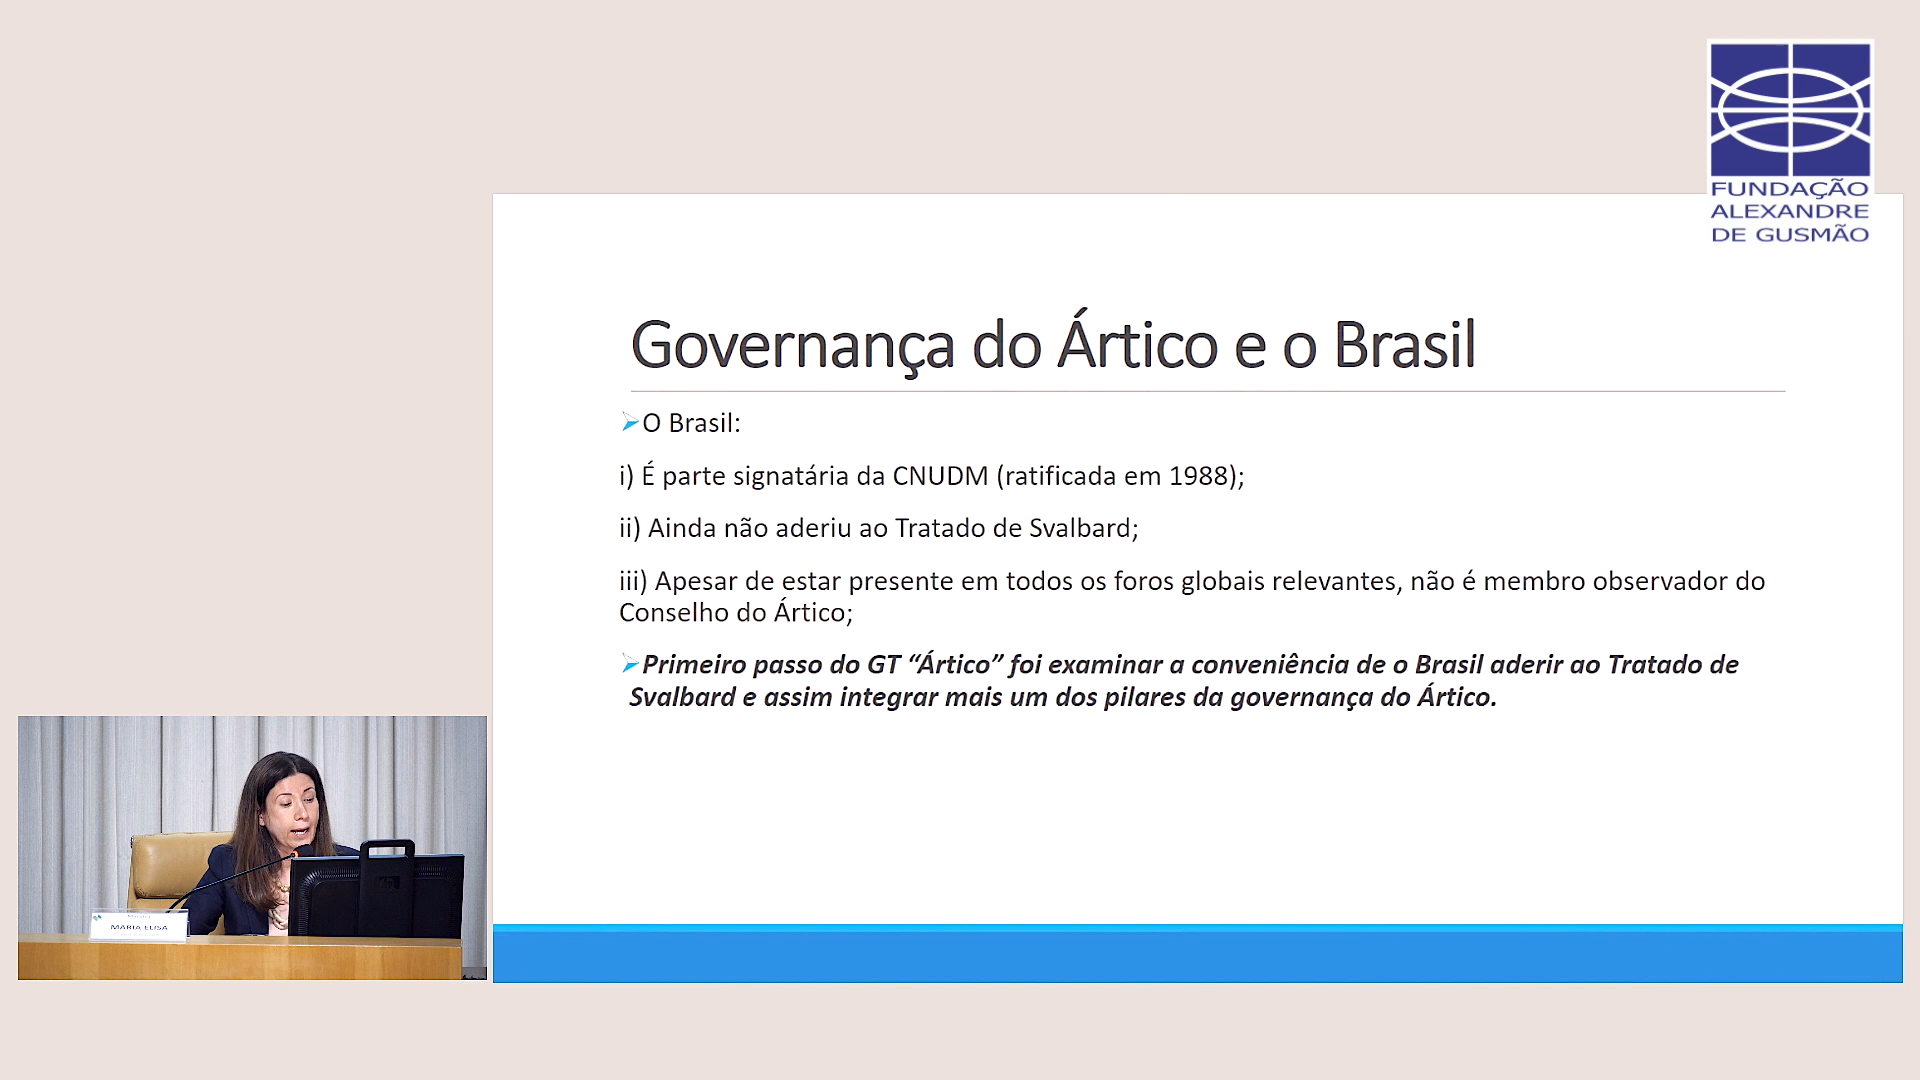 FUNDAÇÃO
ALEXANDRE
DE GUSMÃO
Governança do Ártico e o Brasil
O Brasil:
i) É parte signatária da CNUDM (ratificada em 1988);
ii) Ainda não aderiu ao Tratado de Svalbard;
iii) Apesar de estar presente em todos os foros globais relevantes, não é membro observador do
Conselho do Ártico;
Primeiro passo do GT “Ártico” foi examinar a conveniência de o Brasil aderir ao Tratado de
Svalbard e assim integrar mais um dos pilares da governança do Ártico.
MARIA ELISA